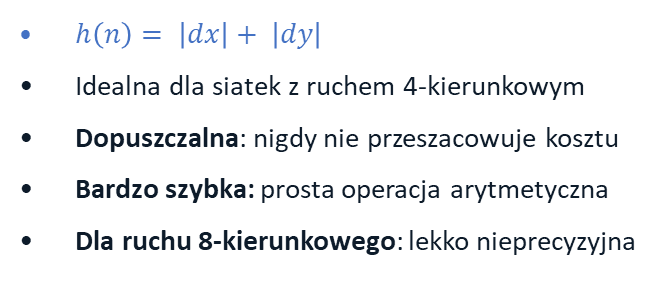 • h(n) = |dx| + |dy|
• Idealna dla siatek z ruchem 4-kierunkowym
• Dopuszczalna: nigdy nie przeszacowuje kosztu
• Bardzo szybka: prosta operacja arytmetyczna
• Dla ruchu 8-kierunkowego: lekko nieprecyzyjna